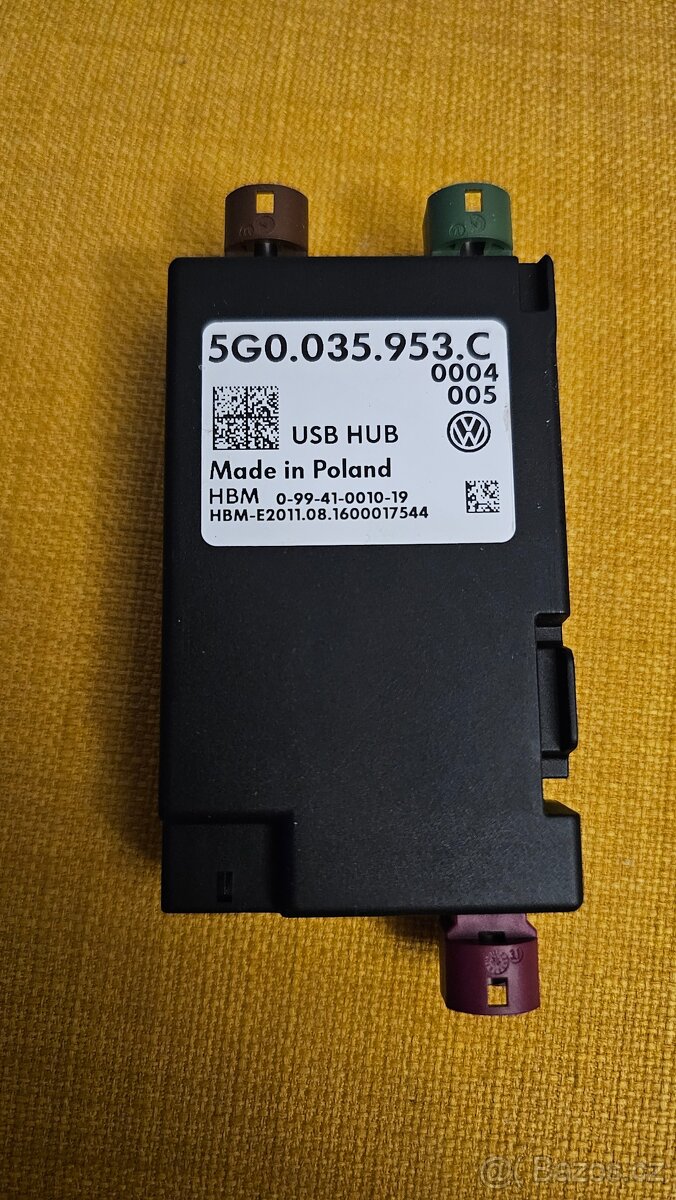 5G0.035.953.C
0004
005
USB HUB
Made in Poland
HBM 0-99-41-0010-19
HBM-E2011.08.1600017544
@ Bazos.cz